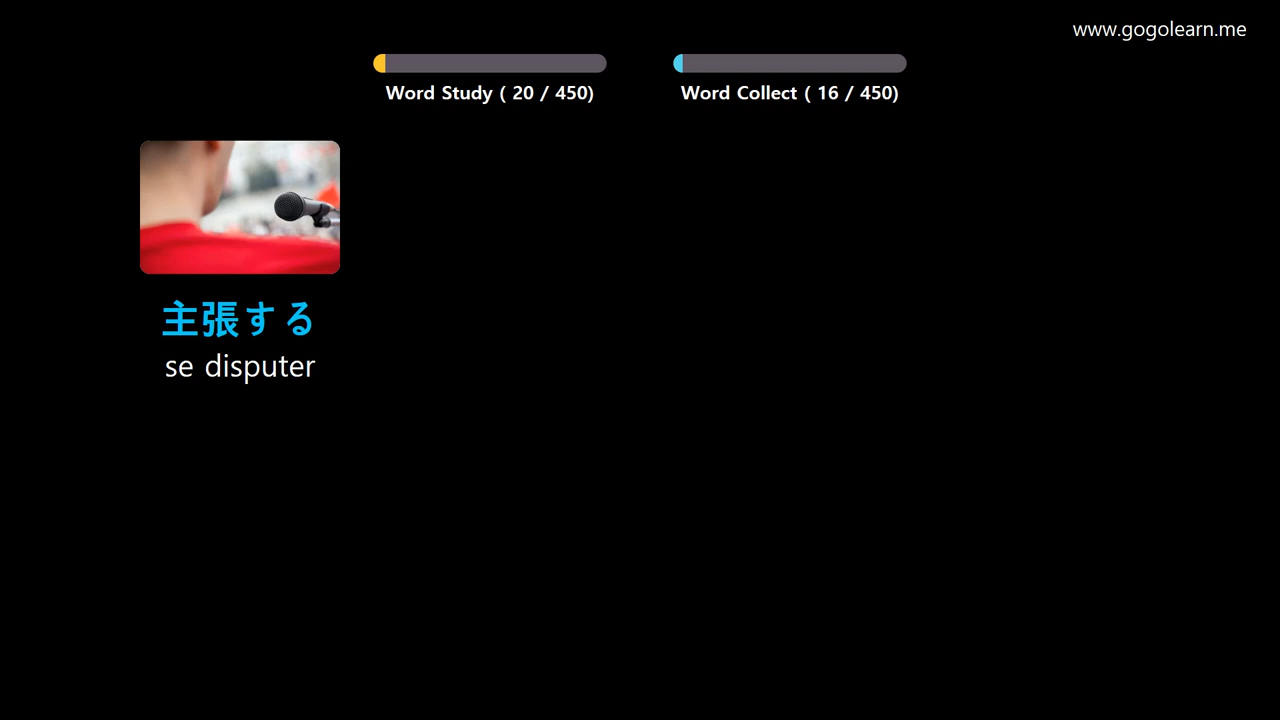 www.gogolearn.me
Word Study ( 20 / 450)
Word Collect ( 16 / 450)
主張する
se disputer